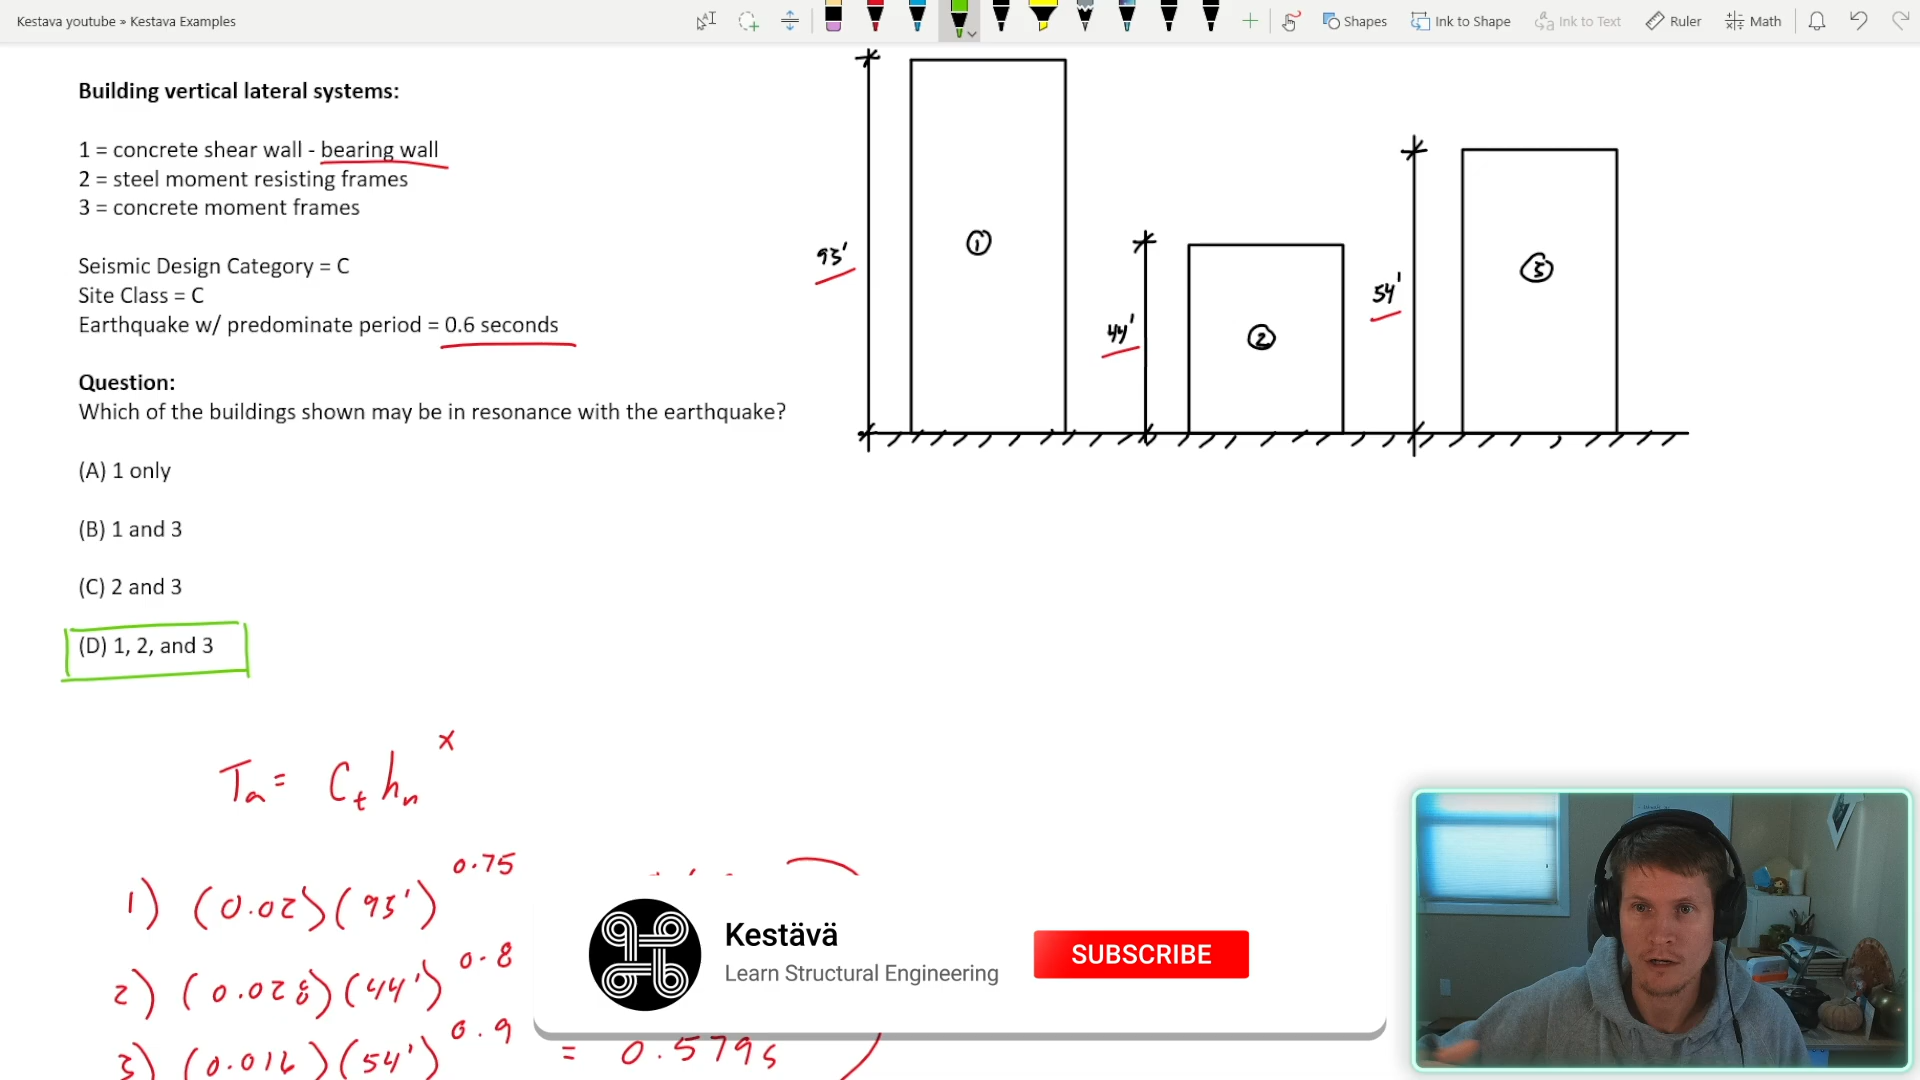 Kestava youtube » Kestava Examples
Shapes
Ink to Shape
Ink to Text
Ruler
Math
Building vertical lateral systems:
1 = concrete shear wall - bearing wall
2 = steel moment resisting frames
3 = concrete moment frames
Seismic Design Category = C
Site Class = C
Earthquake w/ predominate period = 0.6 seconds
Question:
Which of the buildings shown may be in resonance with the earthquake?
(A) 1 only
(B) 1 and 3
(C) 2 and 3
(D) 1, 2, and 3
93'
1
44'
2
54'
3
Ta = Ct hn^x
1) (0.02)(93')^0.75
2) (0.028)(44')^0.8
3) (0.016)(54')^0.9 = 0.579s
Kestävä
Learn Structural Engineering
SUBSCRIBE